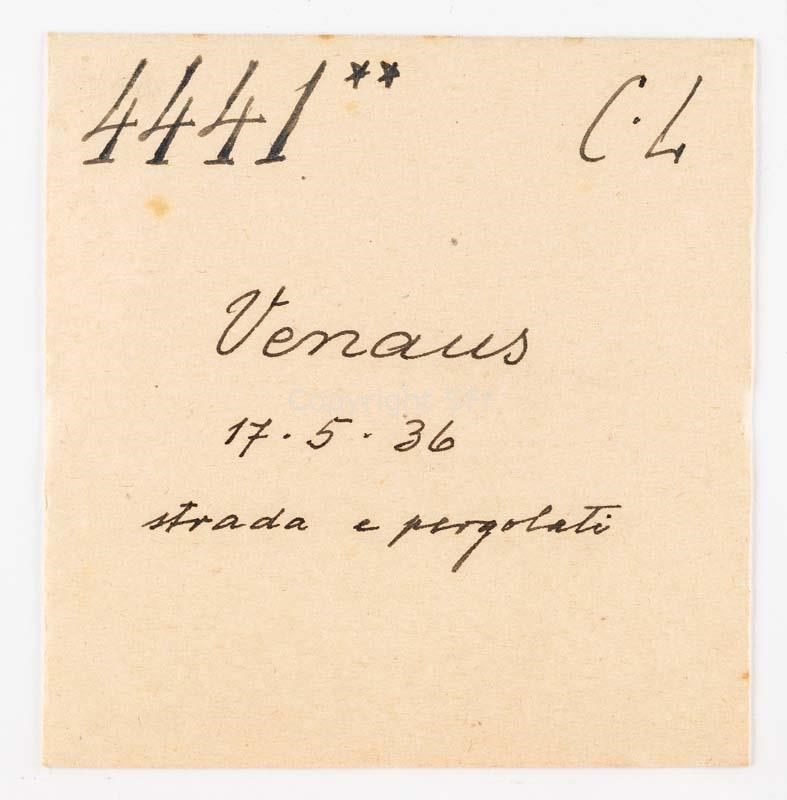 4441** C.L
Venaus
17.5.36
strada e pergolati